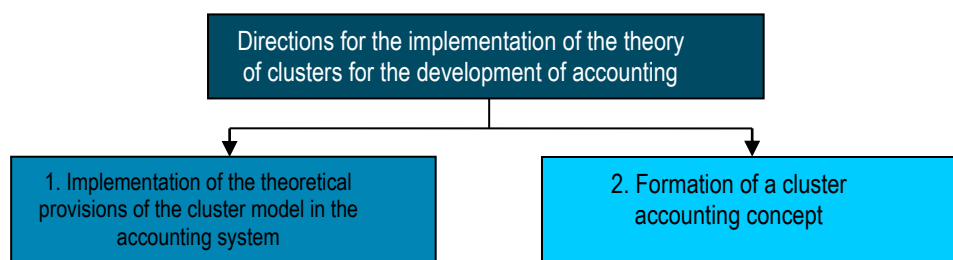 Directions for the implementation of the theory
of clusters for the development of accounting
1. Implementation of the theoretical
provisions of the cluster model in the
accounting system
2. Formation of a cluster
accounting concept